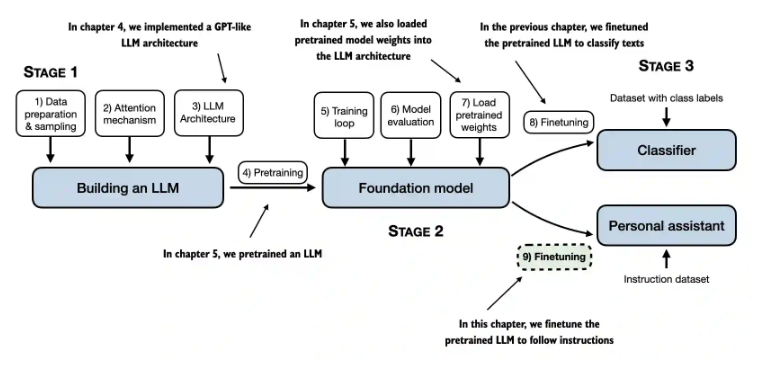 In chapter 4, we implemented a GPT-like
LLM architecture
In chapter 5, we also loaded
pretrained model weights into
the LLM architecture
In the previous chapter, we finetuned
the pretrained LLM to classify texts
STAGE 1
STAGE 3
1) Data
preparation
& sampling
2) Attention
mechanism
3) LLM
Architecture
5) Training
loop
6) Model
evaluation
7) Load
pretrained
weights
8) Finetuning
Dataset with class labels
Classifier
Building an LLM
4) Pretraining
Foundation model
STAGE 2
Personal assistant
In chapter 5, we pretrained an LLM
9) Finetuning
Instruction dataset
In this chapter, we finetune the
pretrained LLM to follow instructions